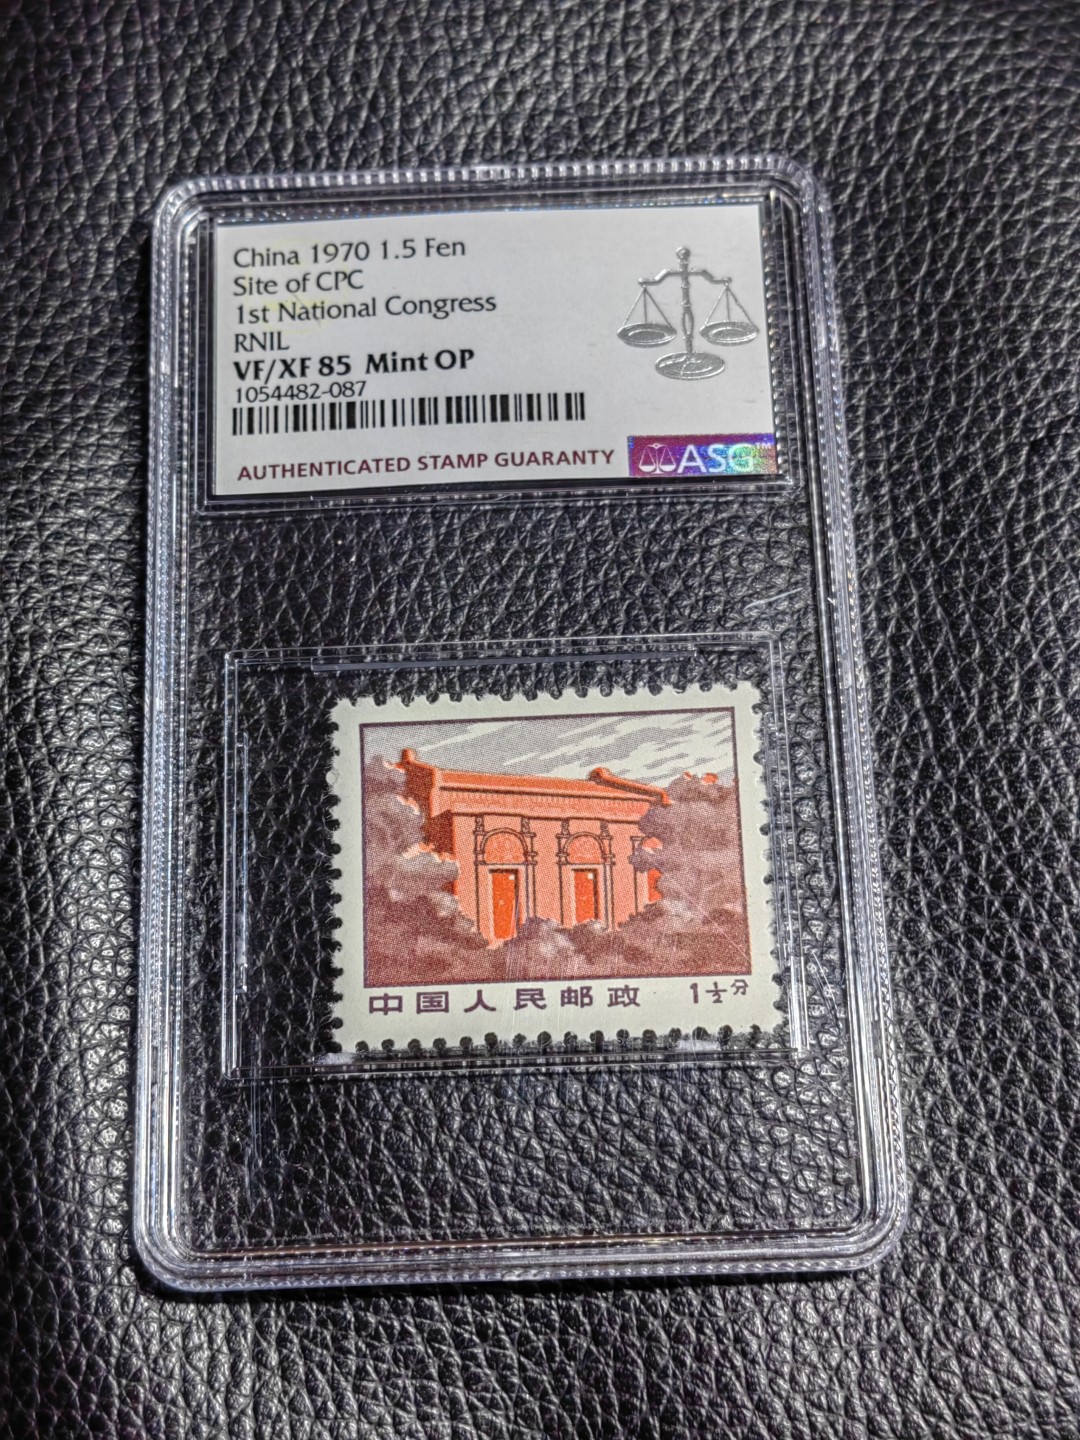 China 1970 1.5 Fen
Site of CPC
1st National Congress
RNIL
VF/XF 85 Mint OP
1054482-087
AUTHENTICATED STAMP GUARANTY ASG™
中国人民邮政 1½分